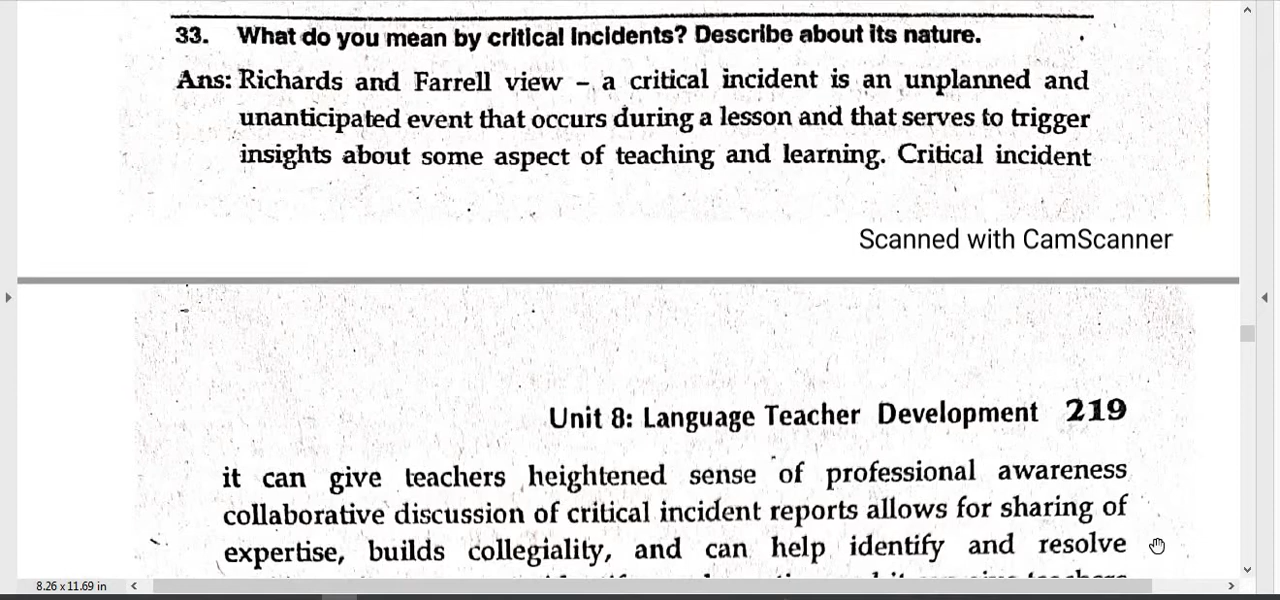 33. What do you mean by critical incidents? Describe about its nature.
Ans: Richards and Farrell view – a critical incident is an unplanned and
unanticipated event that occurs during a lesson and that serves to trigger
insights about some aspect of teaching and learning. Critical incident
Scanned with CamScanner
Unit 8: Language Teacher Development 219
it can give teachers heightened sense of professional awareness
collaborative discussion of critical incident reports allows for sharing of
expertise, builds collegiality, and can help identify and resolve
8.26 x 11.69 in